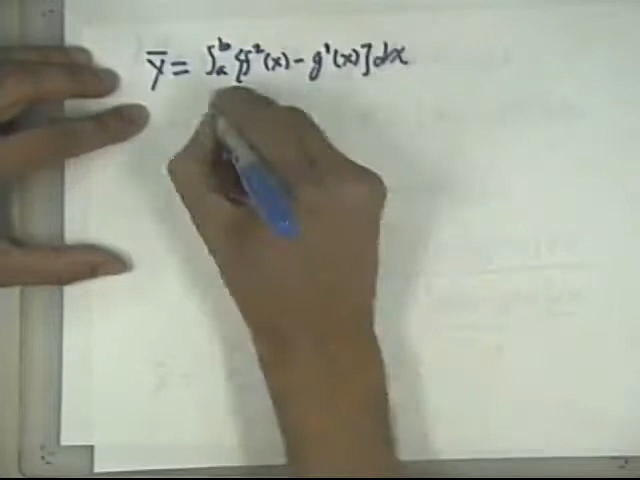 ȳ = ∫ₐᵇ [f²(x) - g²(x)] dx